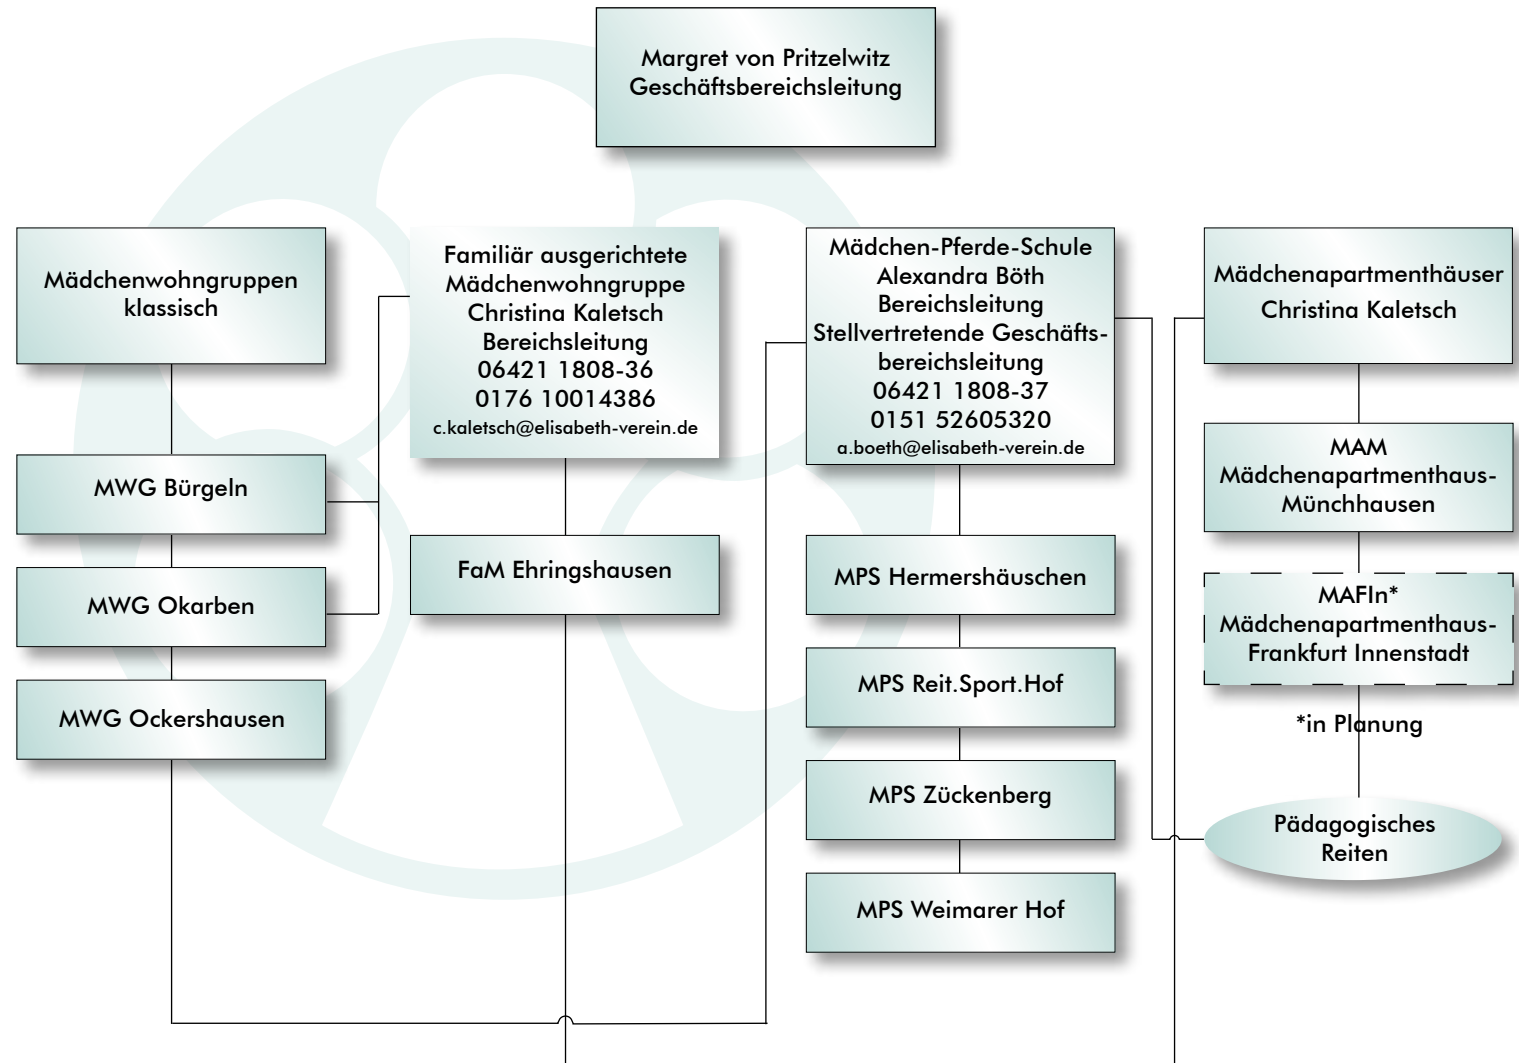 Margret von Pritzelwitz
Geschäftsbereichsleitung
Mädchenwohngruppen
klassisch
MWG Bürgeln
MWG Okarben
MWG Ockershausen
Familiär ausgerichtete
Mädchenwohngruppe
Christina Kaletsch
Bereichsleitung
06421 1808-36
0176 10014386
c.kaletsch@elisabeth-verein.de
FaM Ehringshausen
Mädchen-Pferde-Schule
Alexandra Böth
Bereichsleitung
Stellvertretende Geschäfts-
bereichsleitung
06421 1808-37
0151 52605320
a.boeth@elisabeth-verein.de
MPS Hermershäuschen
MPS Reit.Sport.Hof
MPS Zückenberg
MPS Weimarer Hof
Mädchenapartmenthäuser
Christina Kaletsch
MAM
Mädchenapartmenthaus-
Münchhausen
MAFIn*
Mädchenapartmenthaus-
Frankfurt Innenstadt
*in Planung
Pädagogisches
Reiten